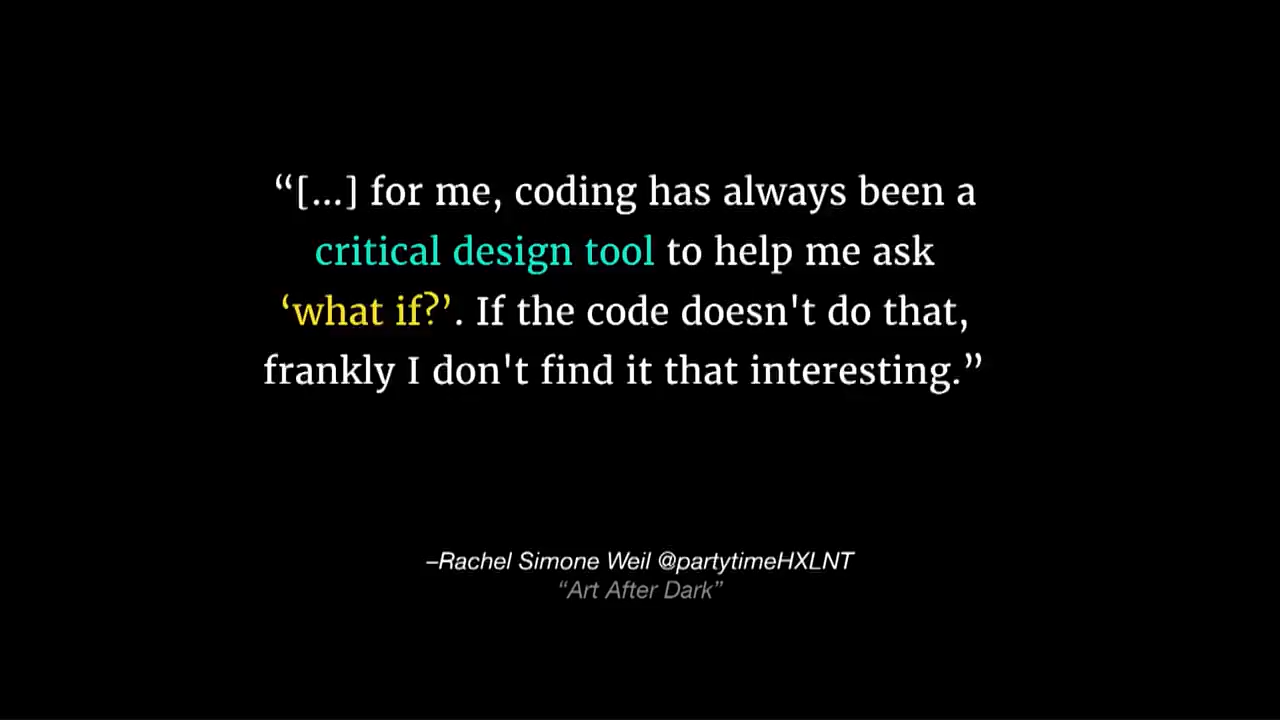 “[...] for me, coding has always been a
critical design tool to help me ask
‘what if?’. If the code doesn't do that,
frankly I don't find it that interesting.”
–Rachel Simone Weil @partytimeHXLNT
“Art After Dark”